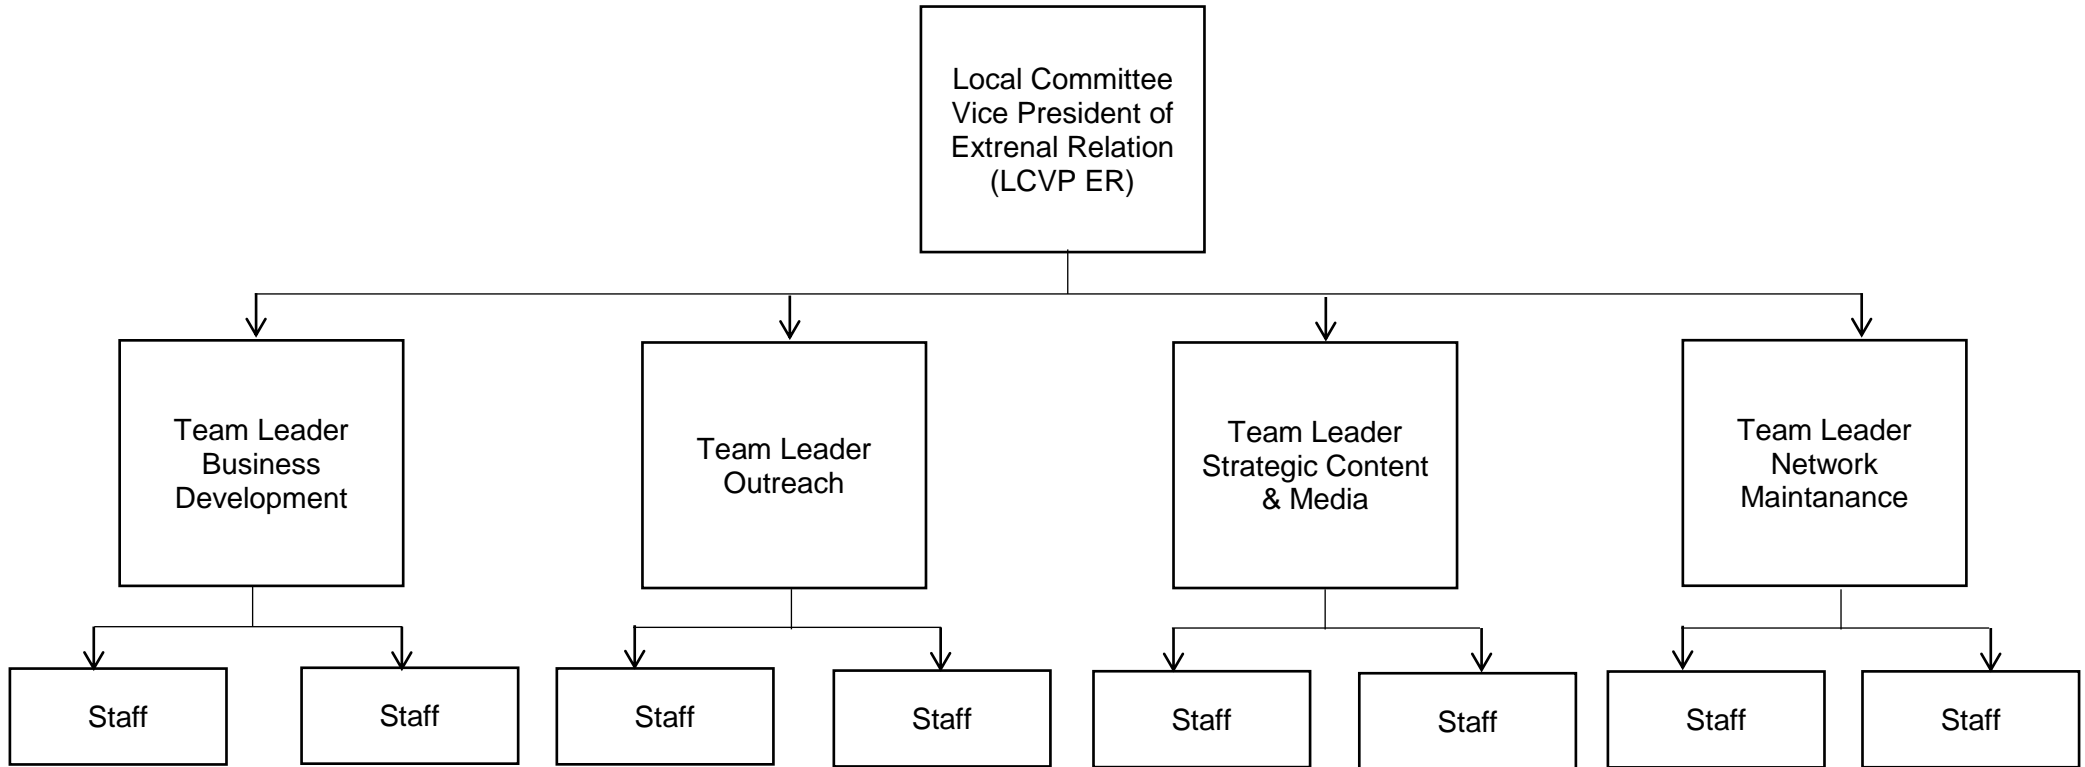 Local Committee
Vice President of
Extrenal Relation
(LCVP ER)
Team Leader
Business
Development
Team Leader
Outreach
Team Leader
Strategic Content
& Media
Team Leader
Network
Maintanance
Staff
Staff
Staff
Staff
Staff
Staff
Staff
Staff